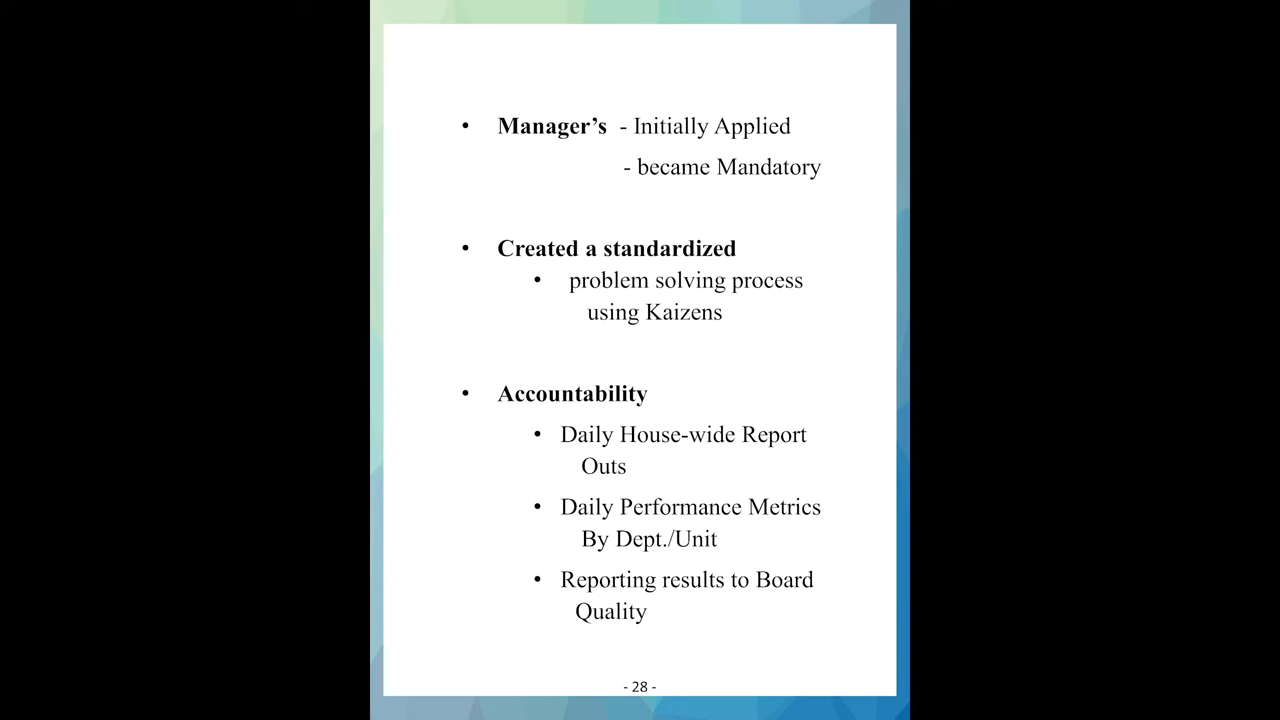 • Manager’s - Initially Applied
- became Mandatory
• Created a standardized
• problem solving process
using Kaizens
• Accountability
• Daily House-wide Report
Outs
• Daily Performance Metrics
By Dept./Unit
• Reporting results to Board
Quality
- 28 -